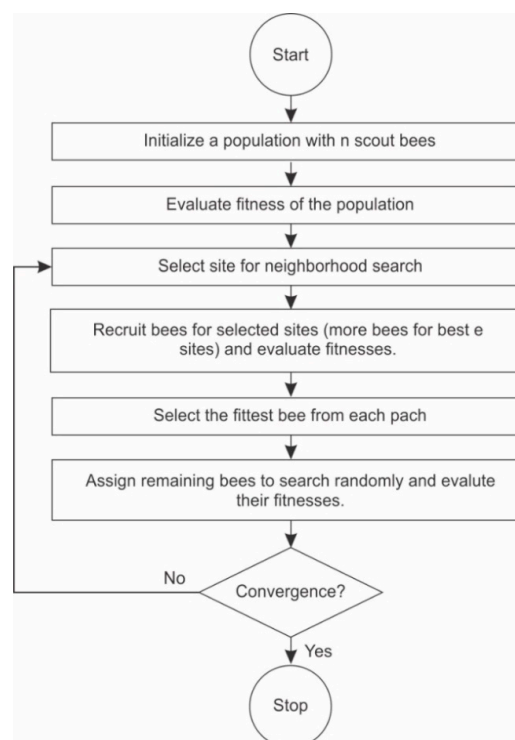 Start
Initialize a population with n scout bees
Evaluate fitness of the population
Select site for neighborhood search
Recruit bees for selected sites (more bees for best e
sites) and evaluate fitnesses.
Select the fittest bee from each pach
Assign remaining bees to search randomly and evalute
their fitnesses.
No
Convergence?
Yes
Stop